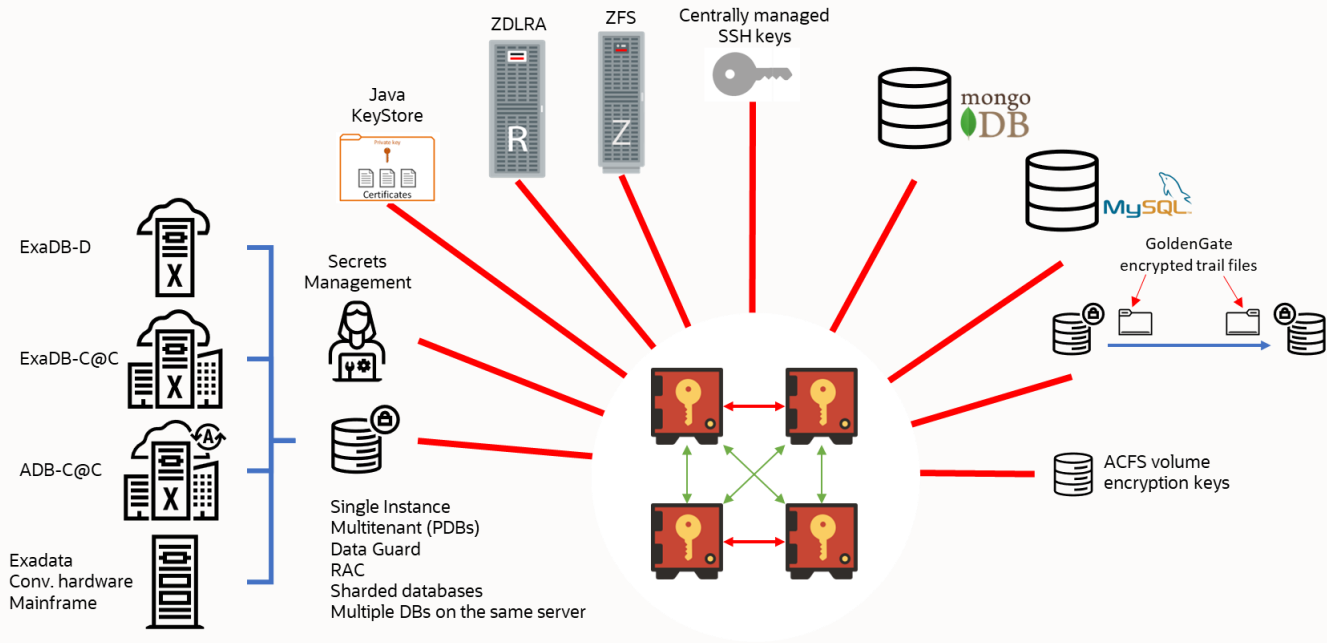 ZDLRA
R
ZFS
Z
Centrally managed
SSH keys
Java
KeyStore
Private key
Certificates
mongo
DB
MySQL
GoldenGate
encrypted trail files
ExaDB-D
X
ExaDB-C@C
X
ADB-C@C
A
X
Exadata
Conv. hardware
Mainframe
Secrets
Management
Single Instance
Multitenant (PDBs)
Data Guard
RAC
Sharded databases
Multiple DBs on the same server
ACFS volume
encryption keys